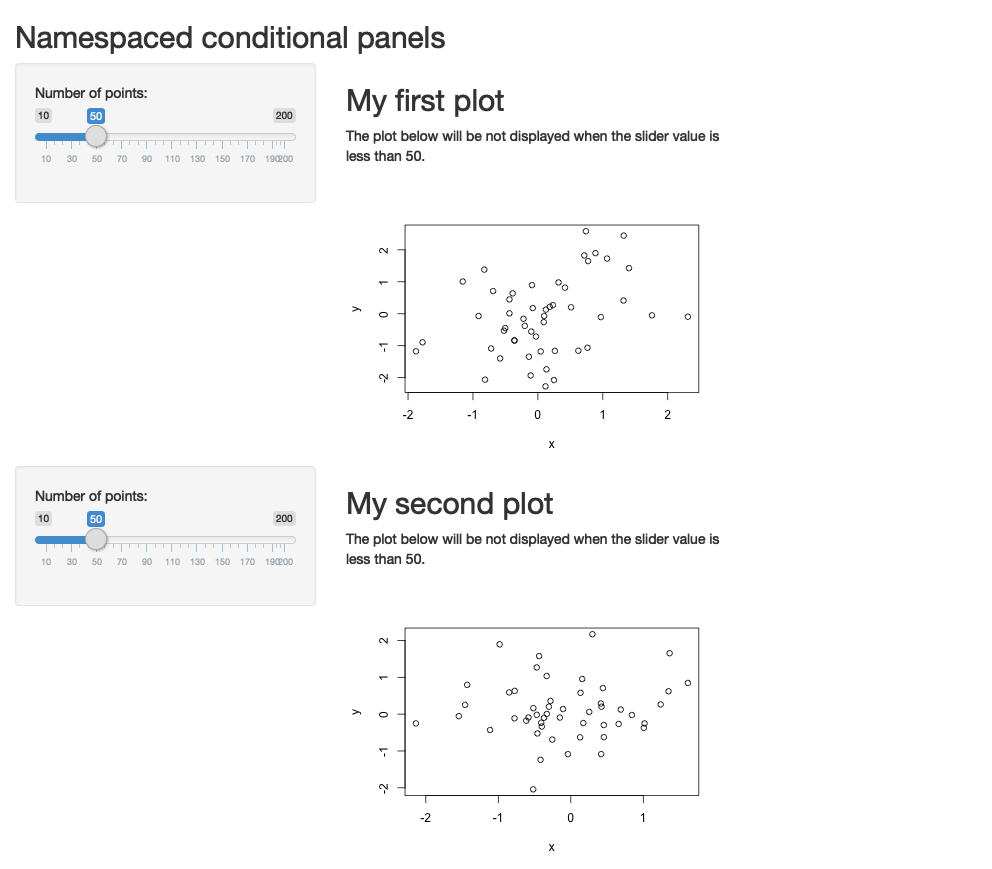 Namespaced conditional panels
Number of points:
10 50 200
10 30 50 70 90 110 130 150 170 190 200
My first plot
The plot below will be not displayed when the slider value is
less than 50.
2
1
0
-1
-2
y
-2 -1 0 1 2
x
Number of points:
10 50 200
10 30 50 70 90 110 130 150 170 190 200
My second plot
The plot below will be not displayed when the slider value is
less than 50.
2
1
0
-1
-2
y
-2 -1 0 1
x